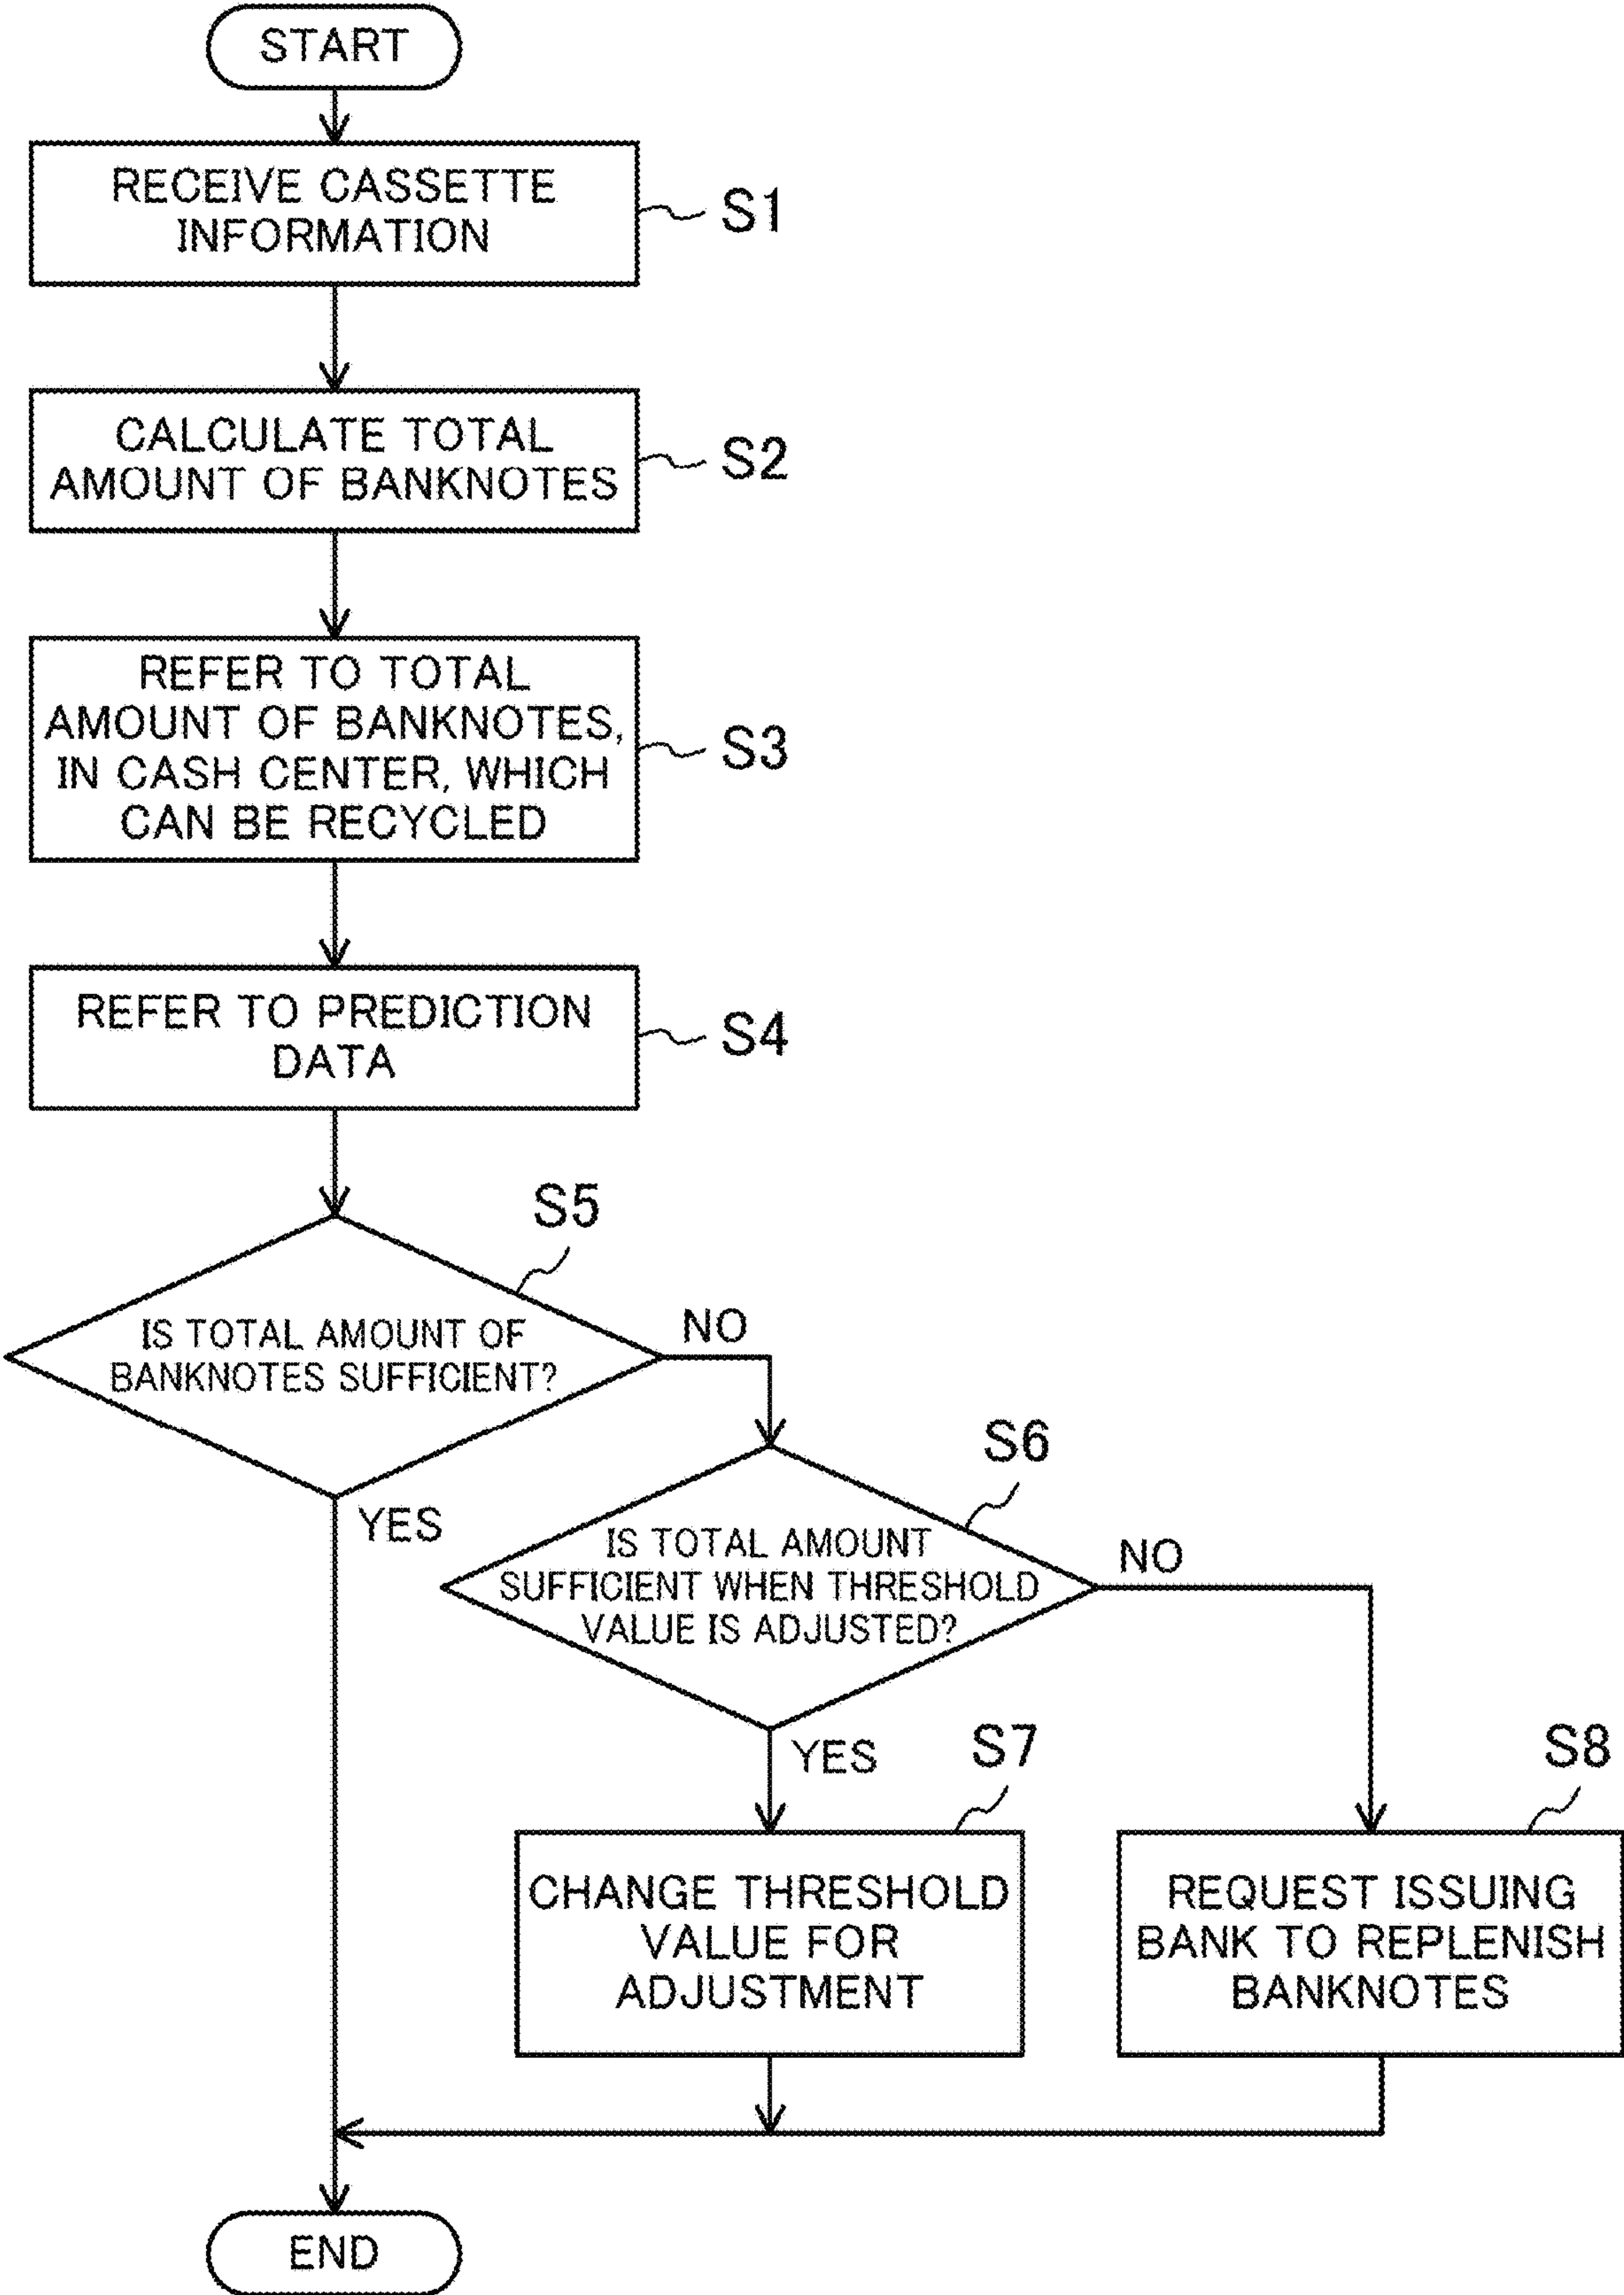 START
RECEIVE CASSETTE
INFORMATION
S1
CALCULATE TOTAL
AMOUNT OF BANKNOTES
S2
REFER TO TOTAL
AMOUNT OF BANKNOTES,
IN CASH CENTER, WHICH
CAN BE RECYCLED
S3
REFER TO PREDICTION
DATA
S4
S5
IS TOTAL AMOUNT OF
BANKNOTES SUFFICIENT?
NO
YES
S6
IS TOTAL AMOUNT
SUFFICIENT WHEN THRESHOLD
VALUE IS ADJUSTED?
NO
YES
S7
CHANGE THRESHOLD
VALUE FOR
ADJUSTMENT
S8
REQUEST ISSUING
BANK TO REPLENISH
BANKNOTES
END